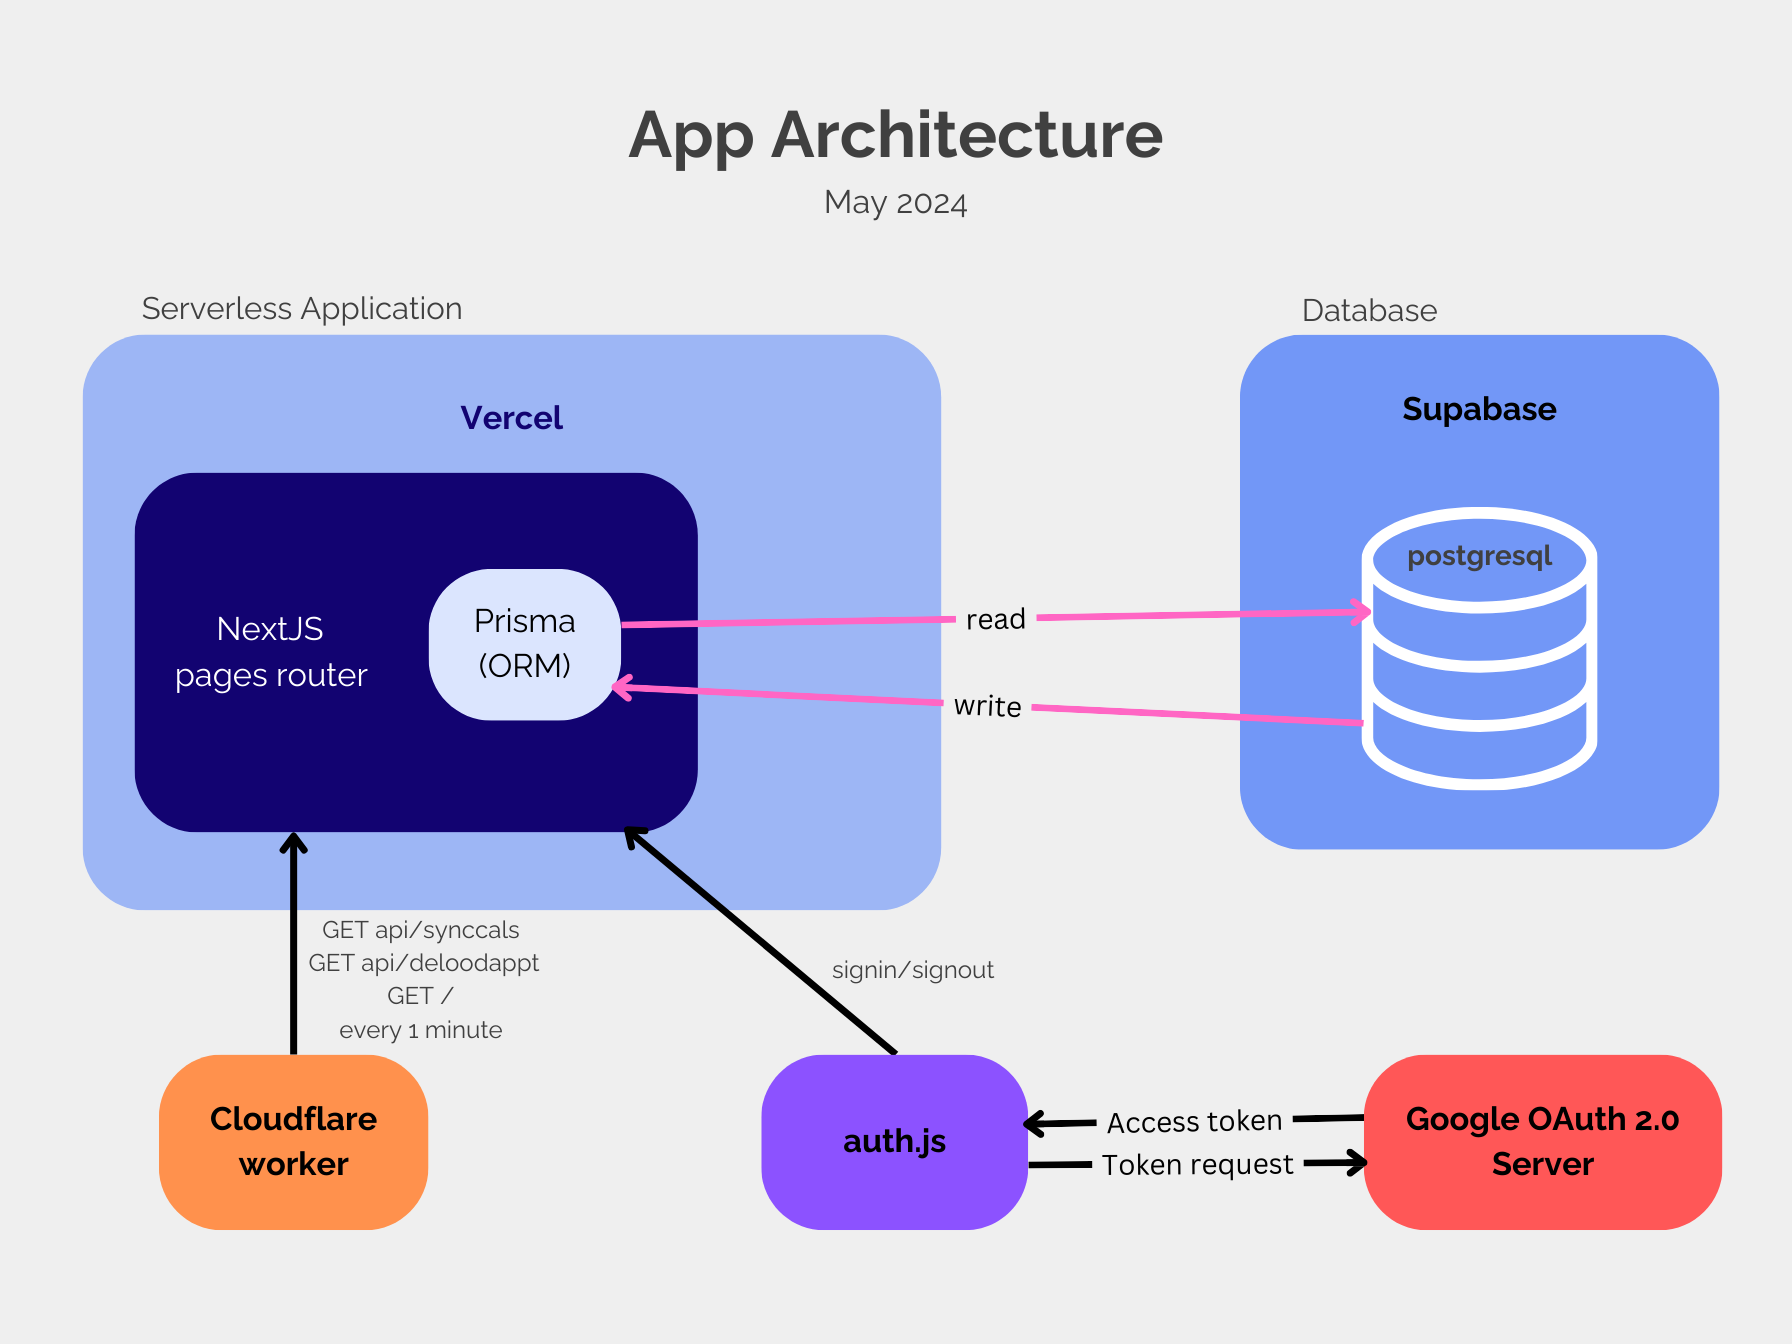 App Architecture
May 2024
Serverless Application
Database
Vercel
Supabase
NextJS
pages router
Prisma
(ORM)
postgresql
read
write
GET api/synccals
GET api/deloodappt
GET /
every 1 minute
signin/signout
Cloudflare
worker
auth.js
Access token
Token request
Google OAuth 2.0
Server